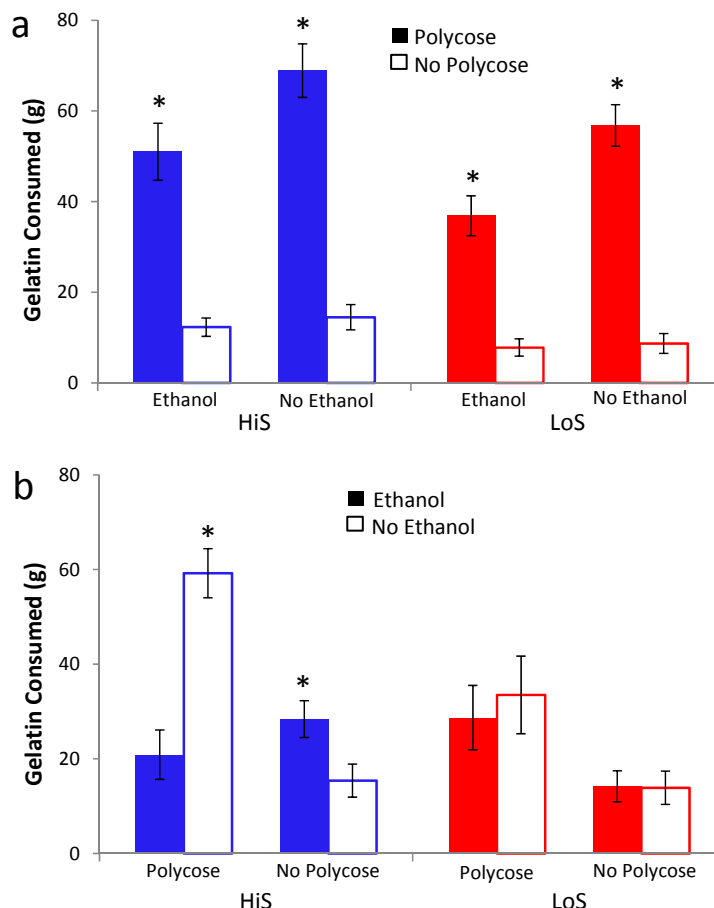 a
80
60
40
20
0
Gelatin Consumed (g)
Polycose
No Polycose
*
*
*
*
Ethanol
No Ethanol
Ethanol
No Ethanol
HiS
LoS
b
80
60
40
20
0
Gelatin Consumed (g)
Ethanol
No Ethanol
*
*
Polycose
No Polycose
Polycose
No Polycose
HiS
LoS